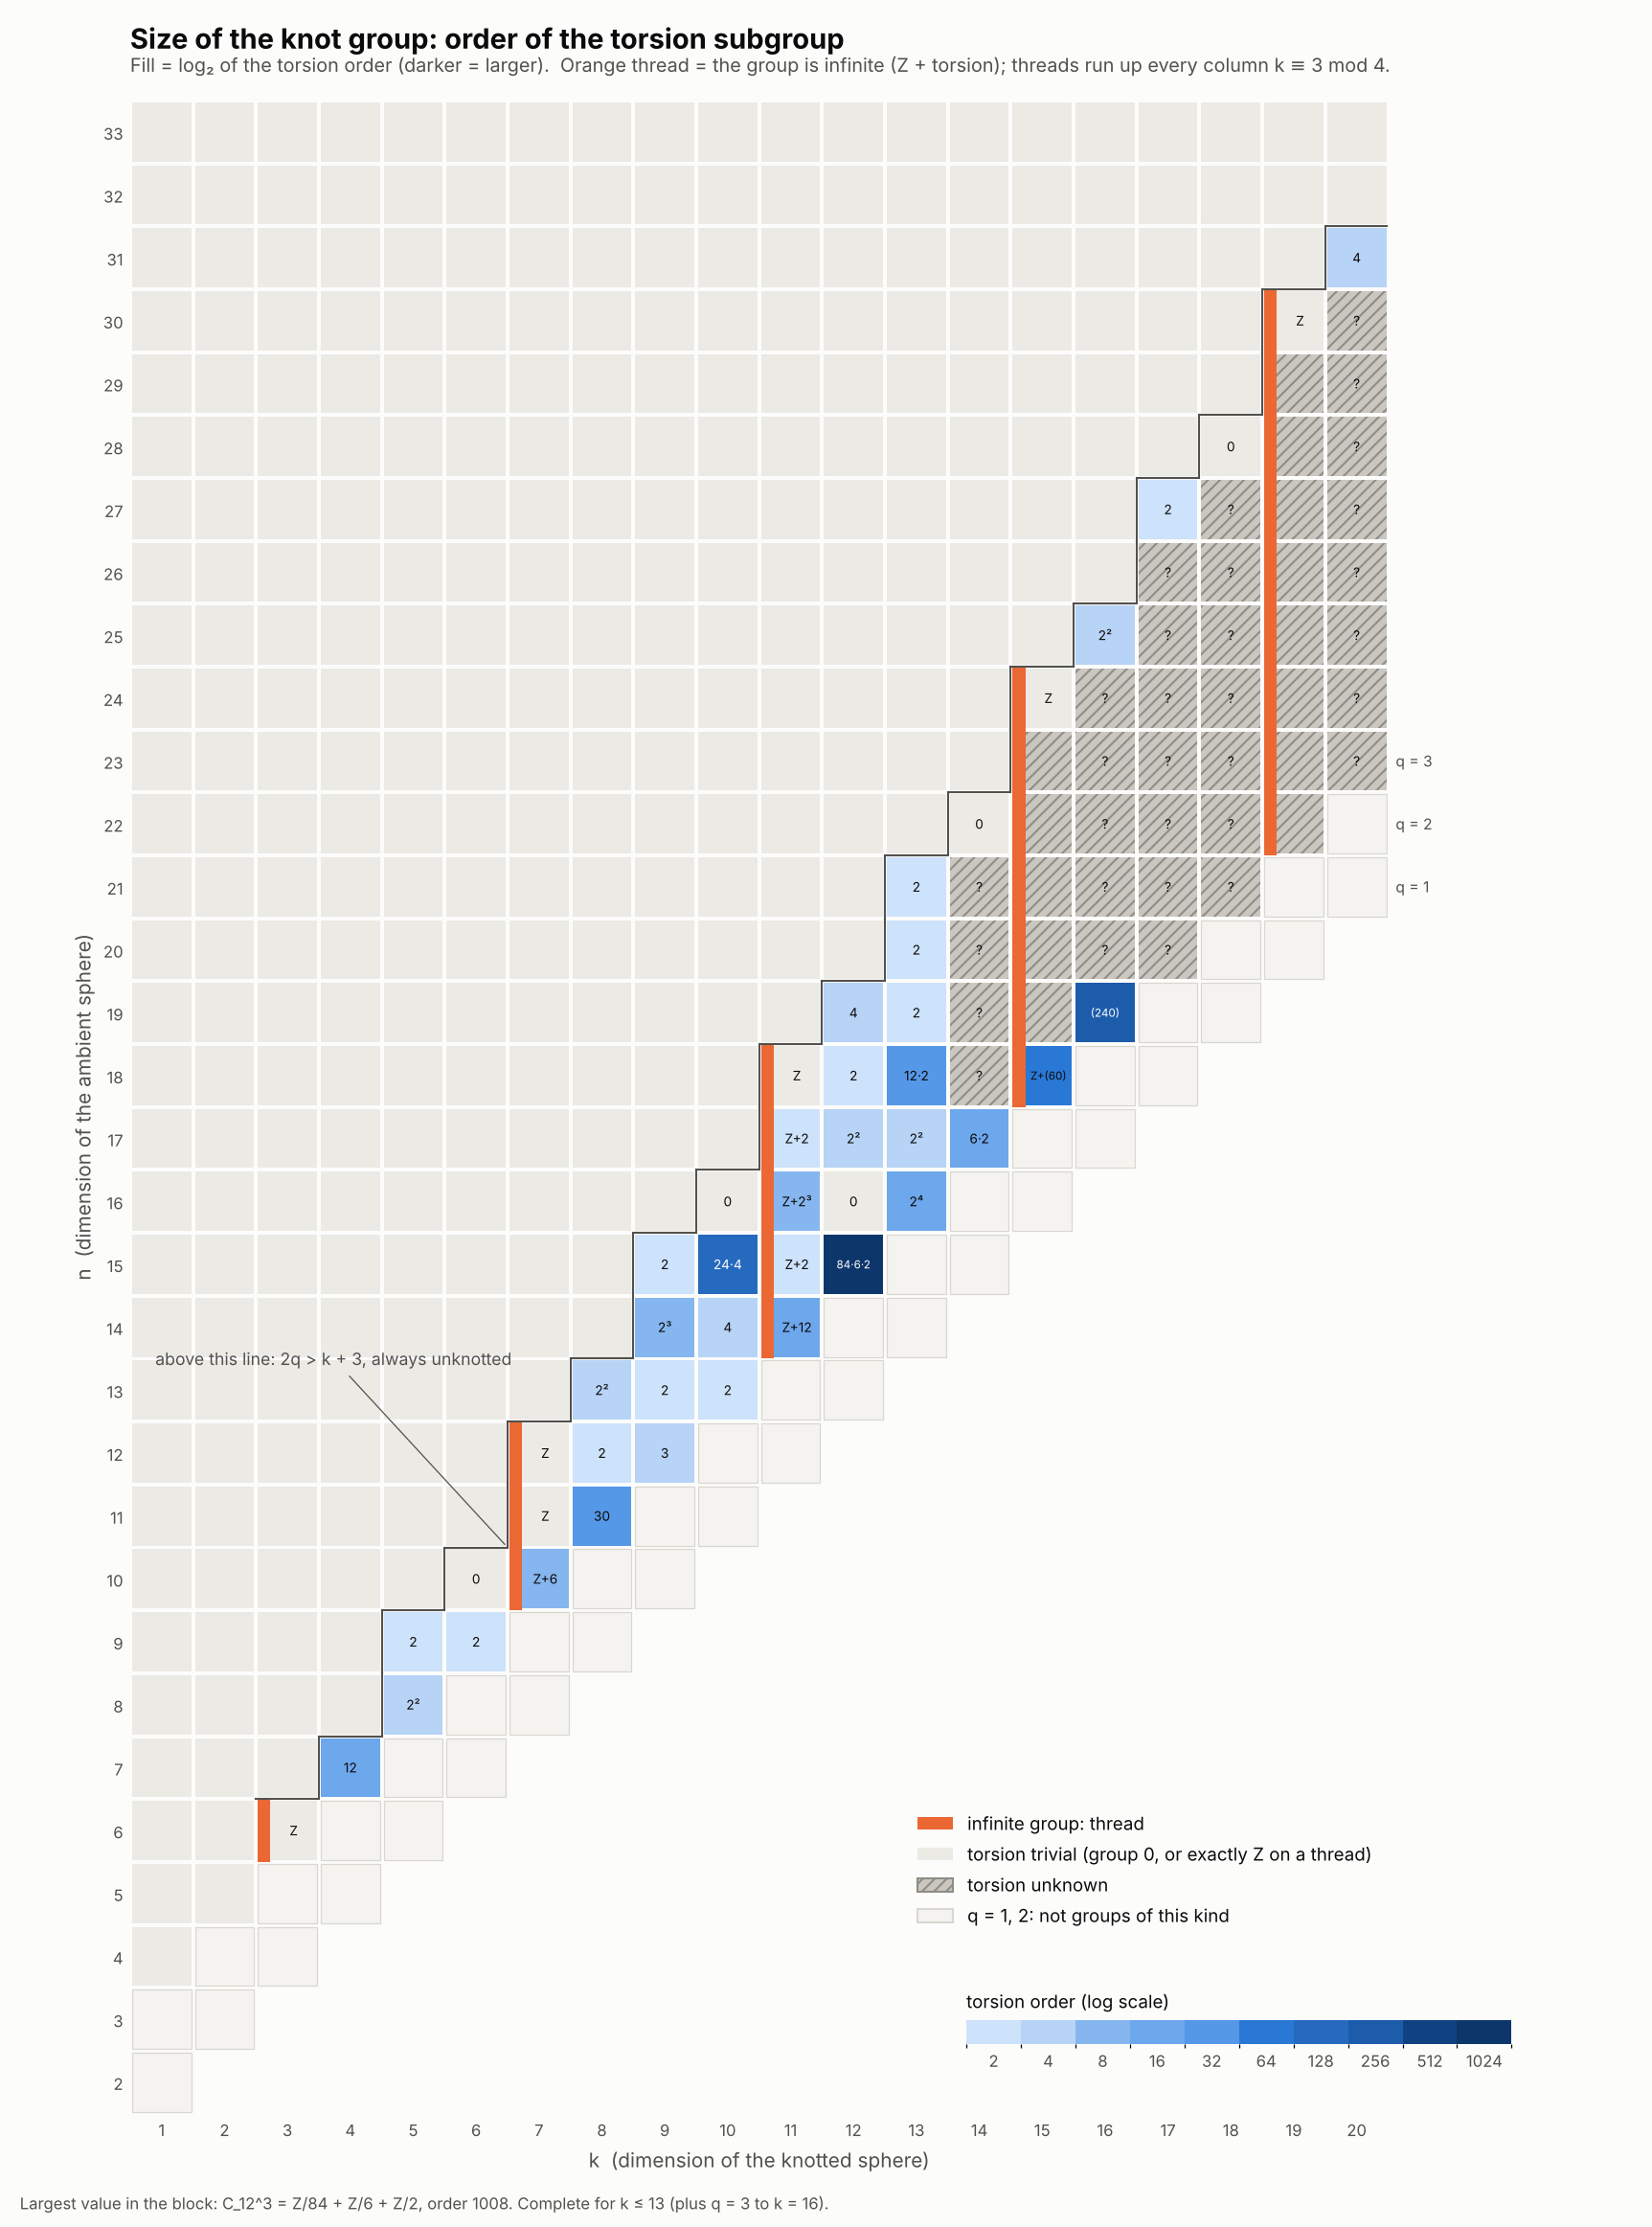 Size of the knot group: order of the torsion subgroup
Fill = log₂ of the torsion order (darker = larger).  Orange thread = the group is infinite (Z + torsion); threads run up every column k ≡ 3 mod 4.
33
32
31 4
30 Z ?
29 ?
28 0 ?
27 2 ? ?
26 ? ? ?
25 2² ? ? ?
24 Z ? ? ? ?
23 ? ? ? ? q = 3
22 0 ? ? ? q = 2
21 2 ? ? ? ? q = 1
20 2 ? ? ?
19 4 2 ? (240)
18 Z 2 12·2 ? Z+(60)
17 Z+2 2² 2² 6·2
16 0 Z+2³ 0 2⁴
15 2 24·4 Z+2 84·6·2
14 2³ 4 Z+12
above this line: 2q > k + 3, always unknotted
13 2² 2 2
12 Z 2 3
11 Z 30
10 0 Z+6
9 2 2
8 2²
7 12
6 Z
5
4
3
2
n  (dimension of the ambient sphere)
infinite group: thread
torsion trivial (group 0, or exactly Z on a thread)
torsion unknown
q = 1, 2: not groups of this kind
torsion order (log scale)
2 4 8 16 32 64 128 256 512 1024
1 2 3 4 5 6 7 8 9 10 11 12 13 14 15 16 17 18 19 20
k  (dimension of the knotted sphere)
Largest value in the block: C_12^3 = Z/84 + Z/6 + Z/2, order 1008. Complete for k ≤ 13 (plus q = 3 to k = 16).